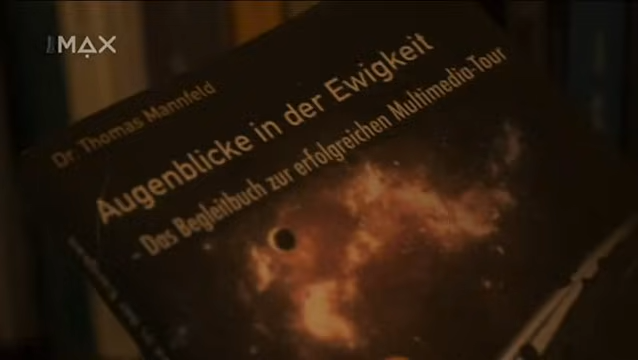 MAX
Dr. Thomas Mannfeld
Augenblicke in der Ewigkeit
Das Begleitbuch zur erfolgreichen Multimedia-Tour